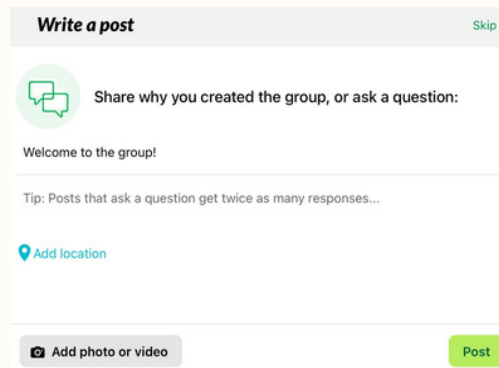 Write a post
Skip
Share why you created the group, or ask a question:
Welcome to the group!
Tip: Posts that ask a question get twice as many responses...
Add location
Add photo or video
Post